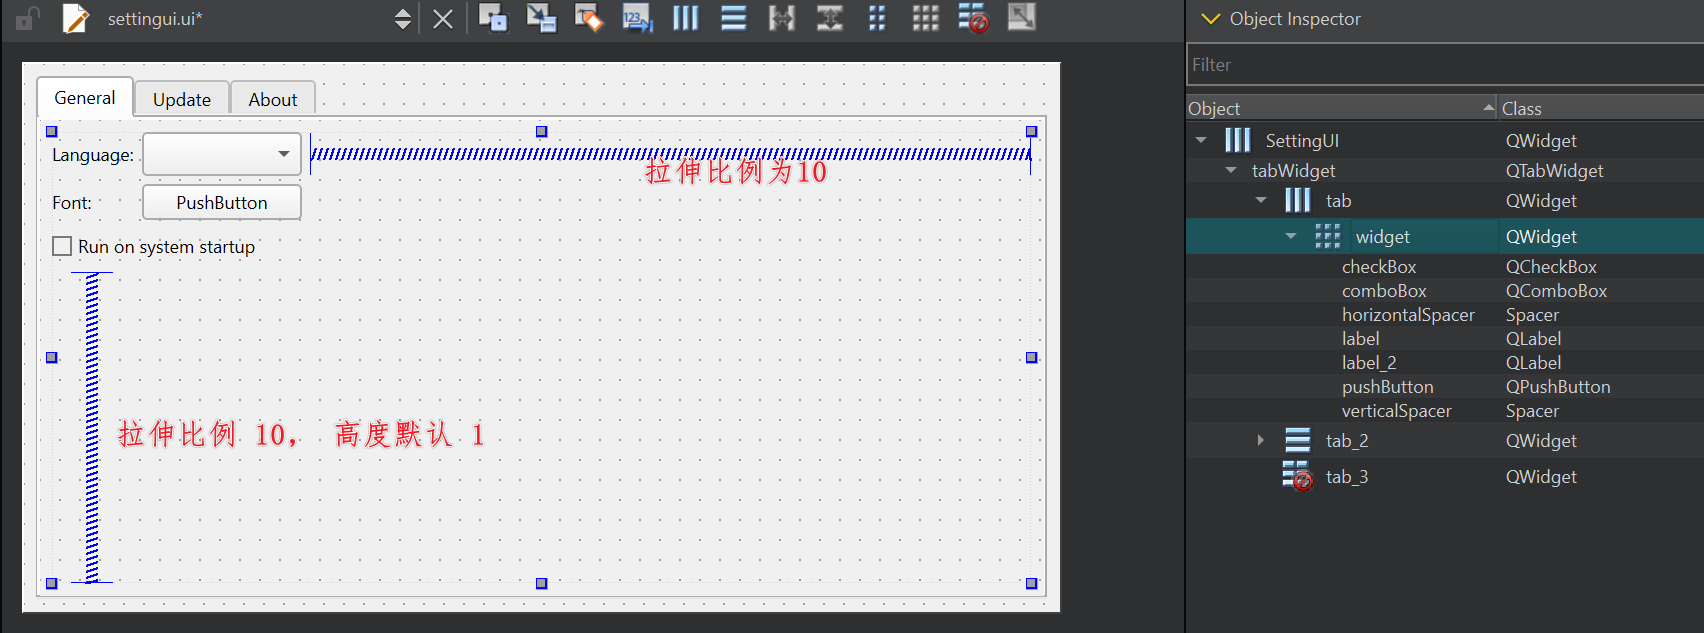 settingui.ui*
Object Inspector
Filter
Object Class
SettingUI QWidget
tabWidget QTabWidget
tab QWidget
widget QWidget
checkBox QCheckBox
comboBox QComboBox
horizontalSpacer Spacer
label QLabel
label_2 QLabel
pushButton QPushButton
verticalSpacer Spacer
tab_2 QWidget
tab_3 QWidget
General Update About
Language:
拉伸比例为10
Font: PushButton
Run on system startup
拉伸比例 10， 高度默认 1